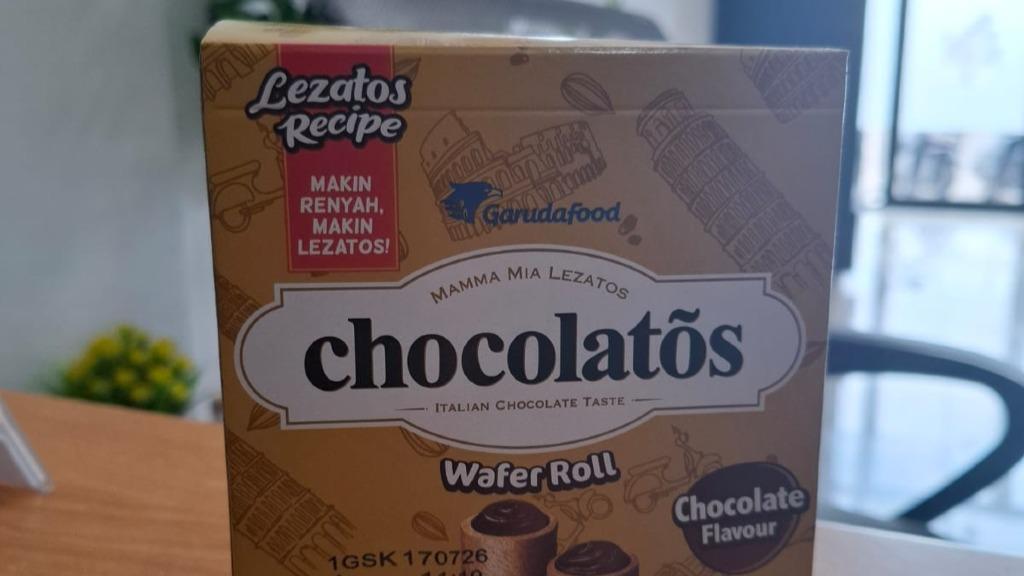 Lezatos
Recipe
MAKIN
RENYAH,
MAKIN
LEZATOS!
Garudafood
MAMMA MIA LEZATOS
chocolatõs
ITALIAN CHOCOLATE TASTE
Wafer Roll
Chocolate
Flavour
1GSK 170726